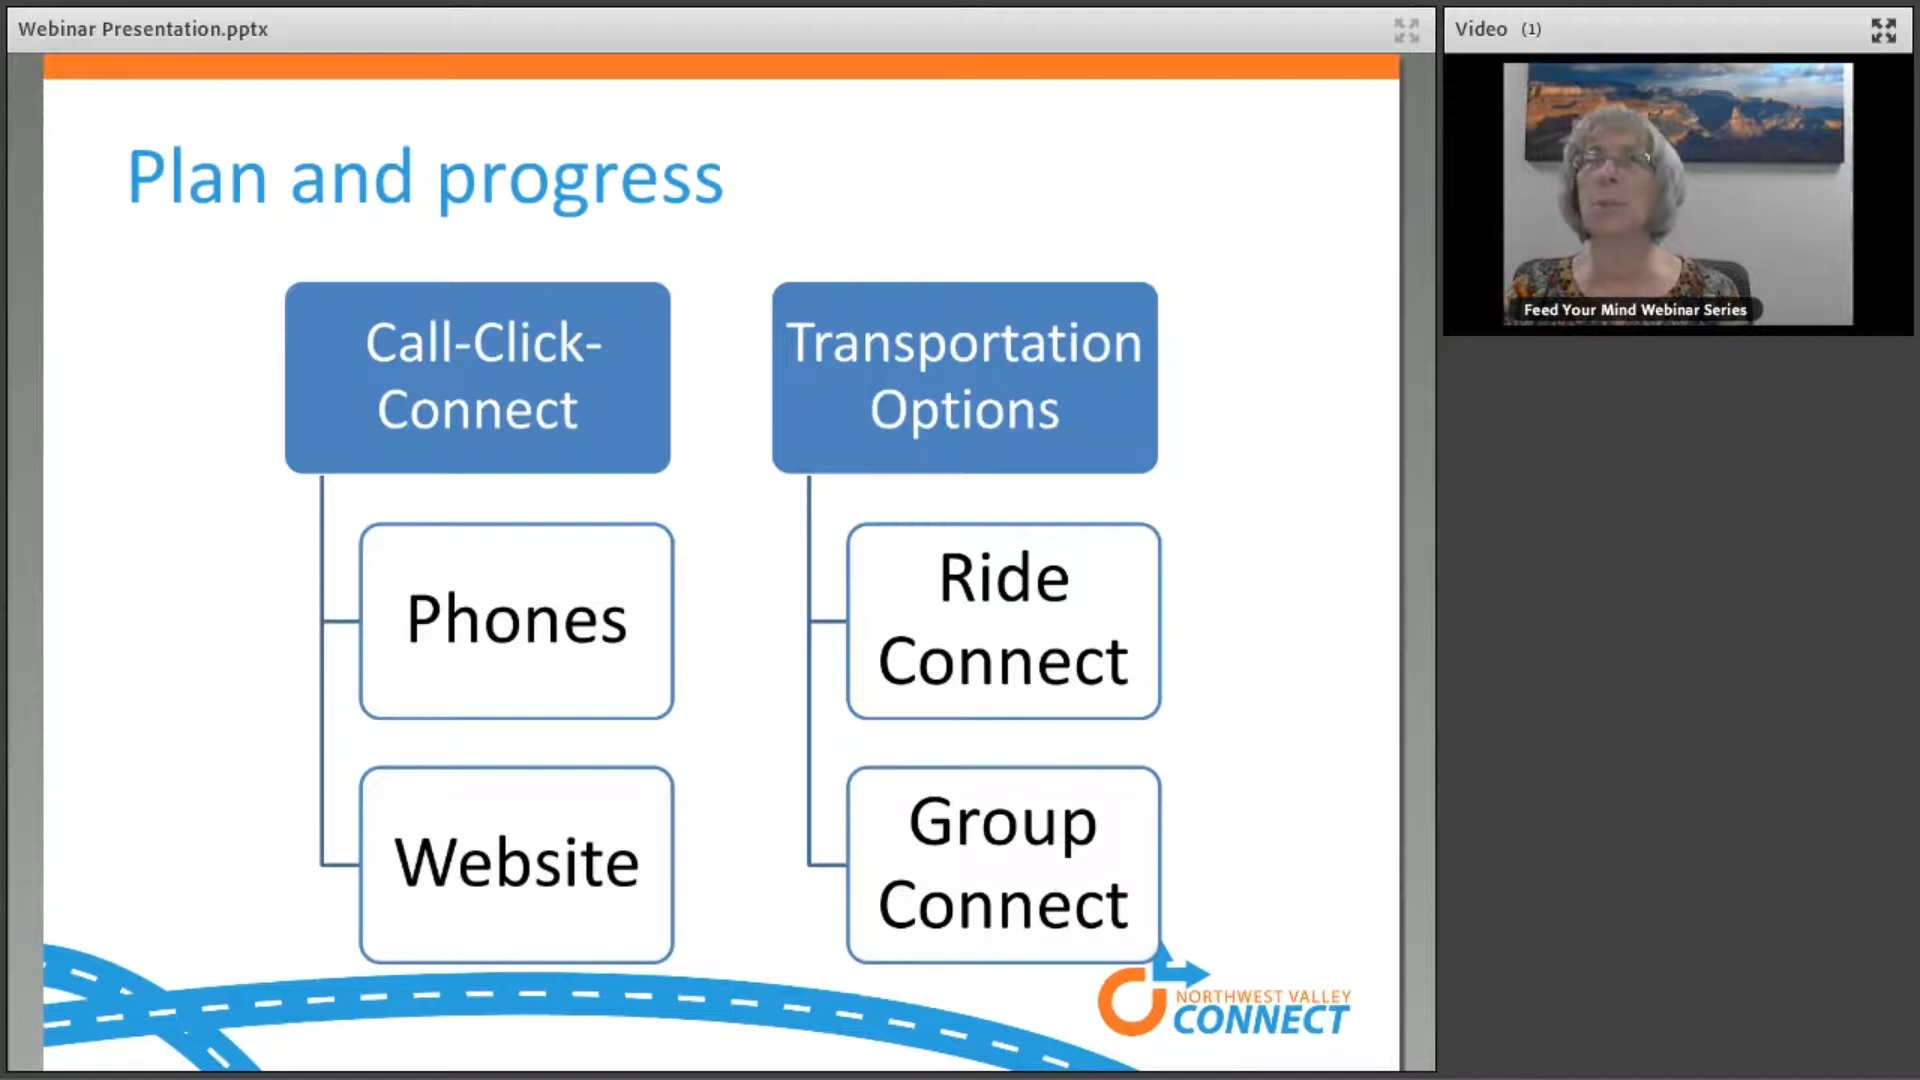 Webinar Presentation.pptx
Video (1)
Plan and progress
Call-Click-
Connect
Phones
Website
Transportation
Options
Ride
Connect
Group
Connect
NORTHWEST VALLEY
CONNECT
Feed Your Mind Webinar Series